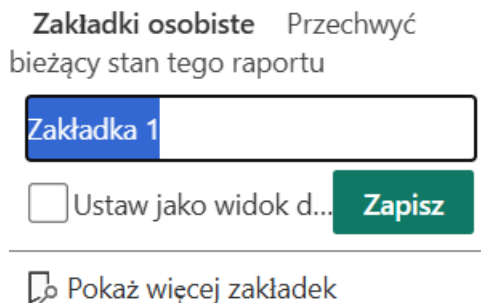 Zakładki osobiste Przechwyć
bieżący stan tego raportu
Zakładka 1
Ustaw jako widok d...
Zapisz
Pokaż więcej zakładek